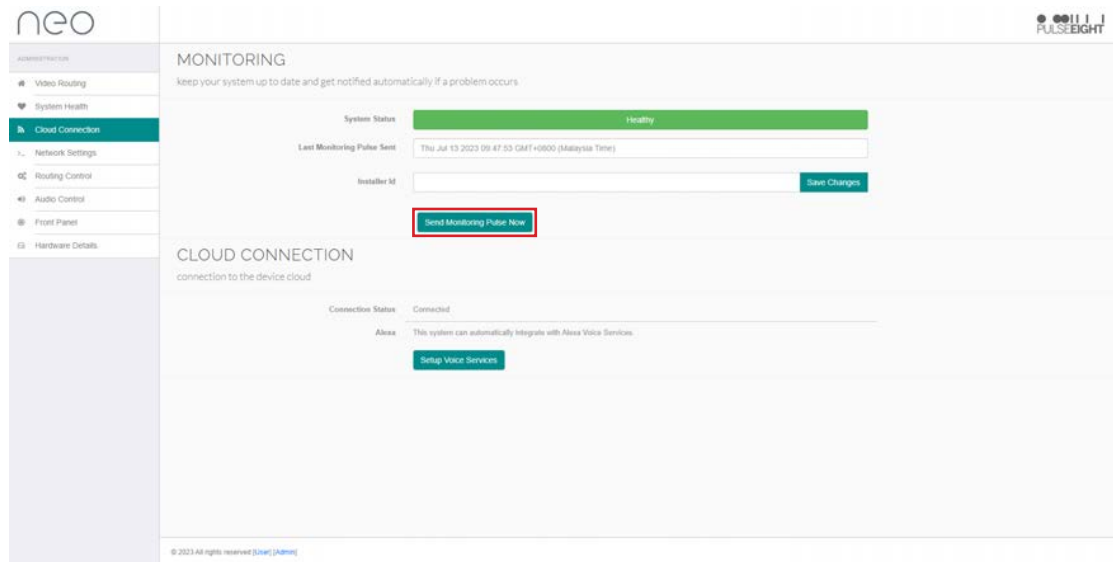 neo
PULSEEIGHT
ADMINISTRATION
Video Routing
System Health
Cloud Connection
Network Settings
Routing Control
Audio Control
Front Panel
Hardware Details
MONITORING
keep your system up to date and get notified automatically if a problem occurs
System Status Healthy
Last Monitoring Pulse Sent Thu Jul 13 2023 09:47:53 GMT+0800 (Malaysia Time)
Installer Id Save Changes
Send Monitoring Pulse Now
CLOUD CONNECTION
connection to the device cloud
Connection Status Connected
Alexa This system can automatically integrate with Alexa Voice Services.
Setup Voice Services
© 2023 All rights reserved [User] [Admin]